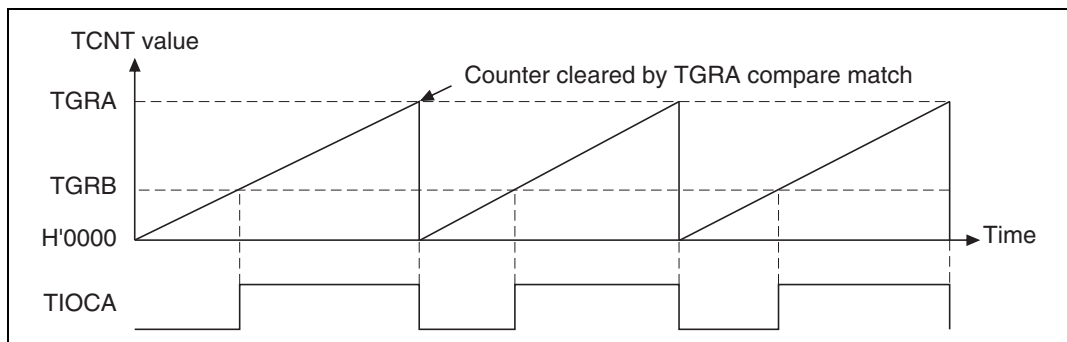 TCNT value
Counter cleared by TGRA compare match
TGRA
TGRB
H'0000
Time
TIOCA